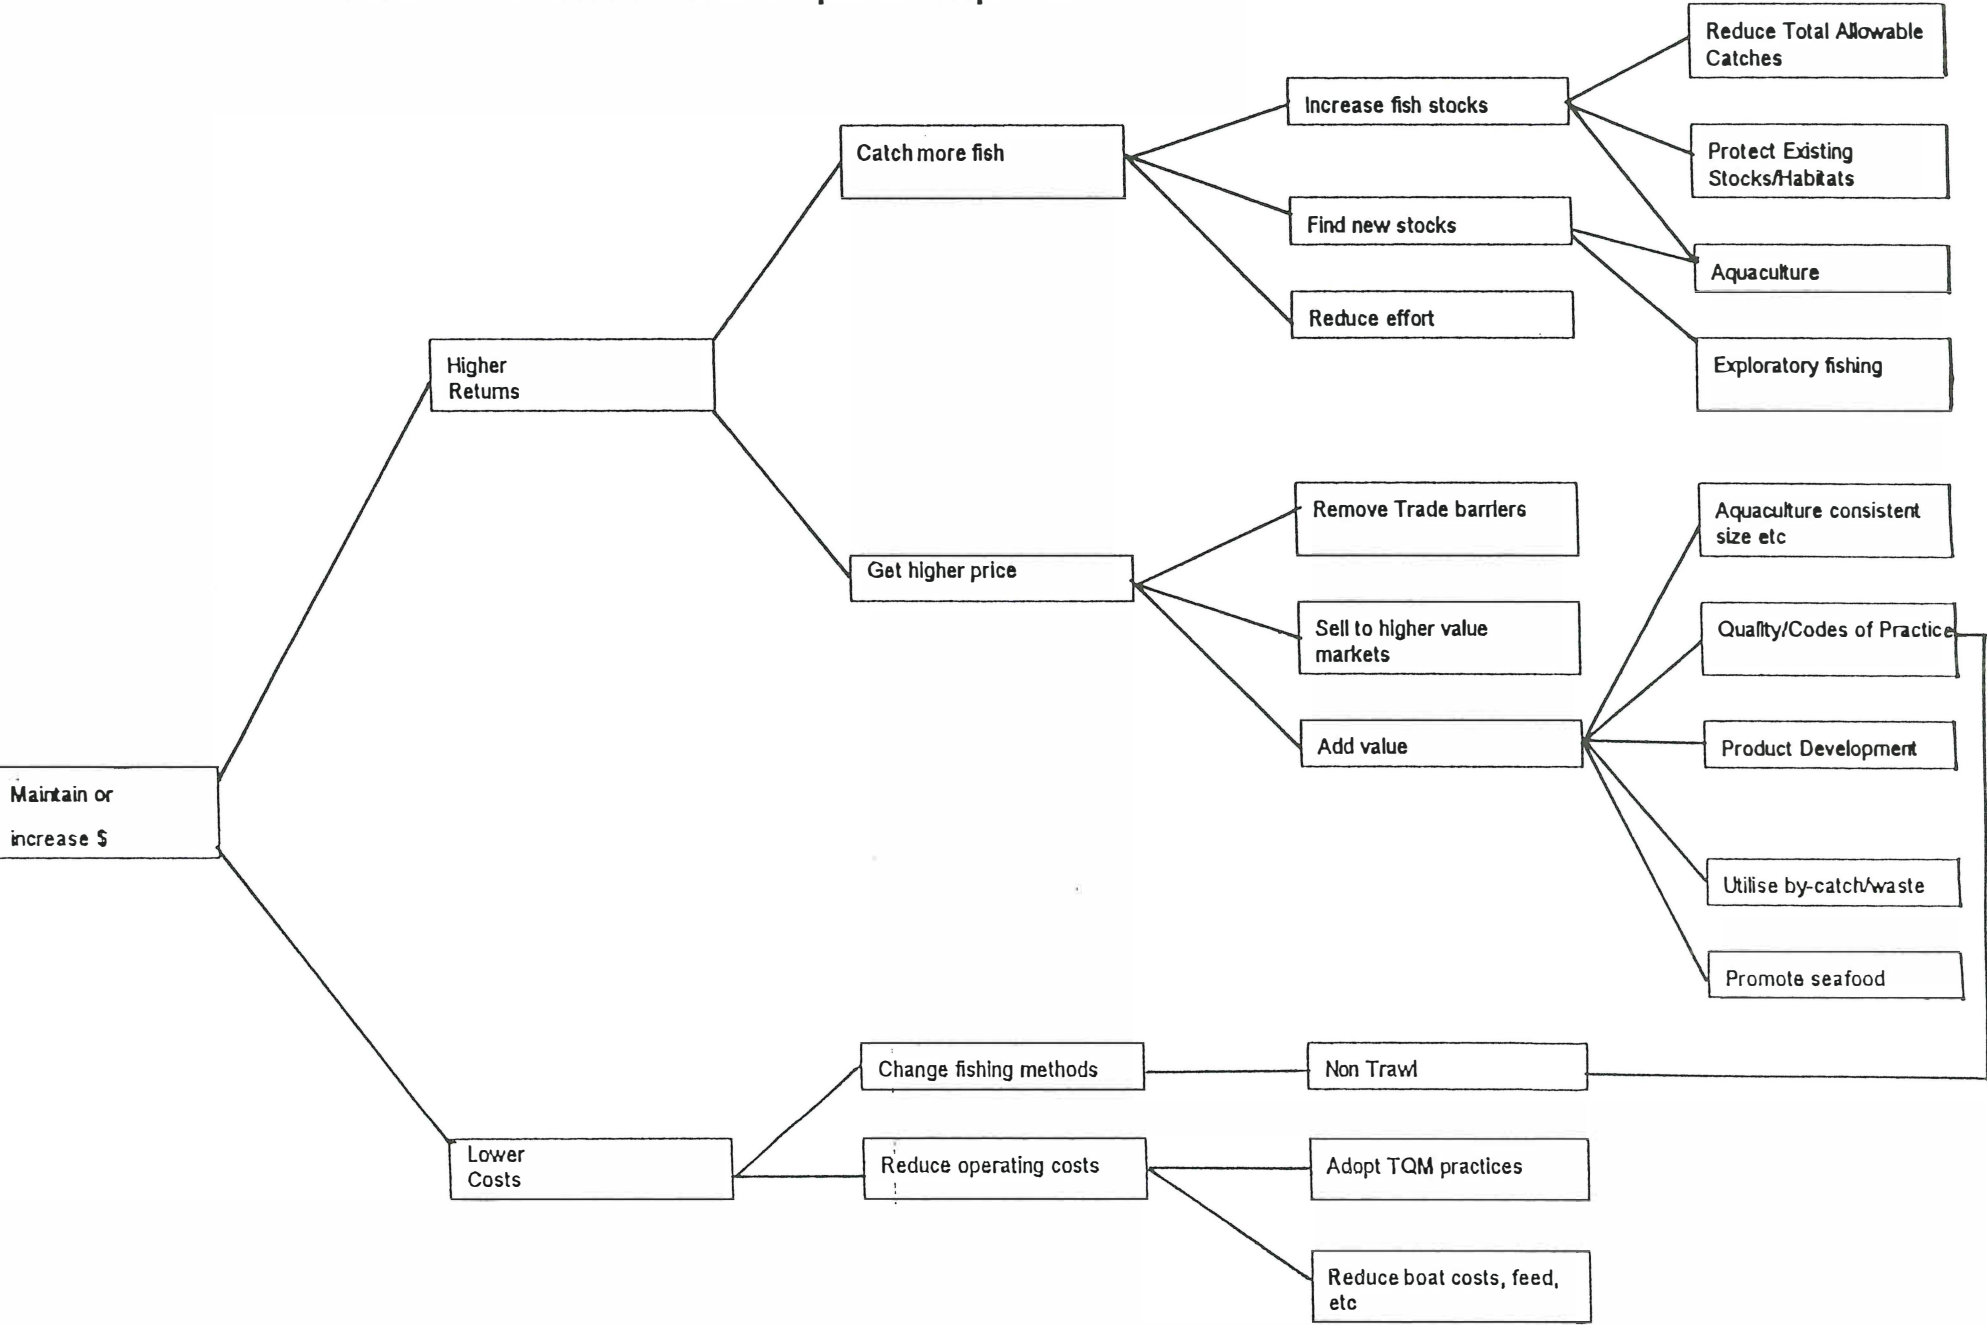 Reduce Total Allowable
Catches
Increase fish stocks
Catch more fish
Protect Existing
Stocks/Habitats
Find new stocks
Aquaculture
Reduce effort
Higher
Returns
Exploratory fishing
Remove Trade barriers
Aquaculture consistent
size etc
Get higher price
Sell to higher value
markets
Quality/Codes of Practice
Add value
Product Development
Maintain or
increase $
Utilise by-catch/waste
Promote seafood
Change fishing methods
Non Trawl
Lower
Costs
Reduce operating costs
Adopt TQM practices
Reduce boat costs, feed,
etc